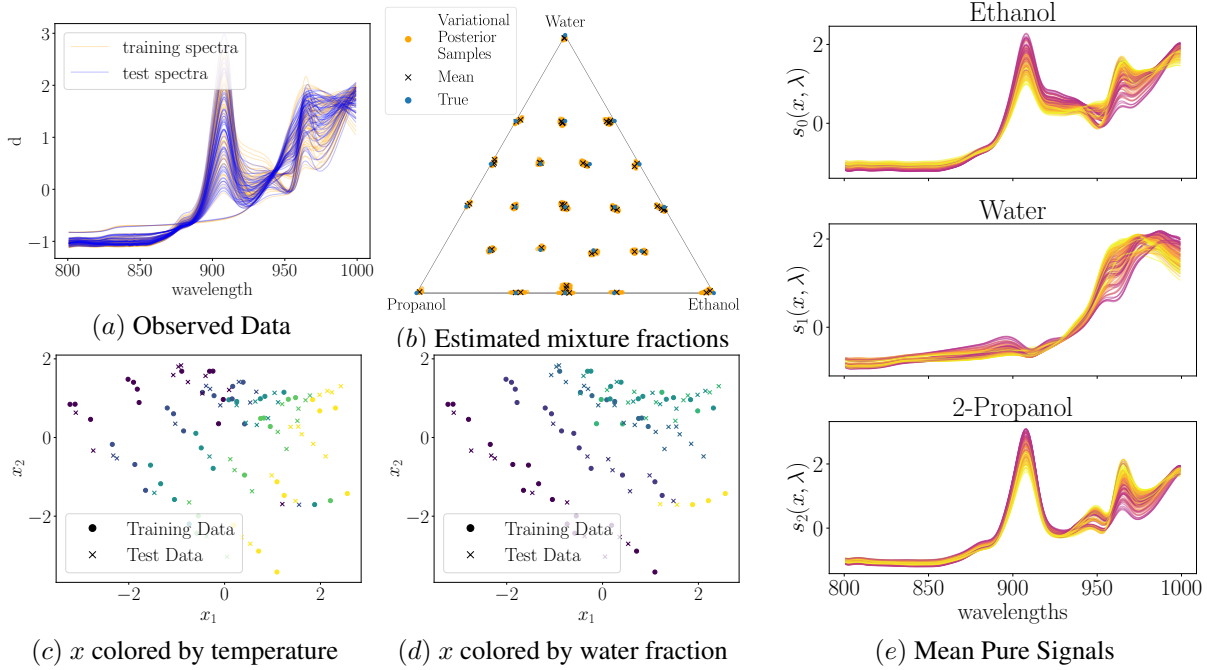 training spectra
test spectra
d
2
1
0
−1
800
850
900
950
1000
wavelength
(a) Observed Data
Water
Variational
Posterior
Samples
Mean
True
Propanol
Ethanol
(b) Estimated mixture fractions
x₂
2
0
−2
Training Data
Test Data
−2
0
2
x₁
(c) x colored by temperature
x₂
2
0
−2
Training Data
Test Data
−2
0
2
x₁
(d) x colored by water fraction
Ethanol
s₀(x, λ)
2
0
Water
s₁(x, λ)
2
0
2-Propanol
s₂(x, λ)
2
0
800
850
900
950
1000
wavelengths
(e) Mean Pure Signals